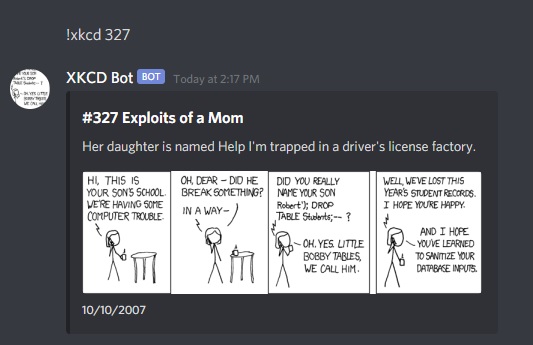 !xkcd 327
XKCD Bot BOT Today at 2:17 PM
#327 Exploits of a Mom
Her daughter is named Help I'm trapped in a driver's license factory.
HI, THIS IS
YOUR SON'S SCHOOL.
WE'RE HAVING SOME
COMPUTER TROUBLE.
OH, DEAR – DID HE
BREAK SOMETHING?
IN A WAY–
DID YOU REALLY
NAME YOUR SON
Robert'); DROP
TABLE Students;-- ?
OH. YES. LITTLE
BOBBY TABLES,
WE CALL HIM.
WELL, WE'VE LOST THIS
YEAR'S STUDENT RECORDS.
I HOPE YOU'RE HAPPY.
AND I HOPE
YOU'VE LEARNED
TO SANITIZE YOUR
DATABASE INPUTS.
10/10/2007